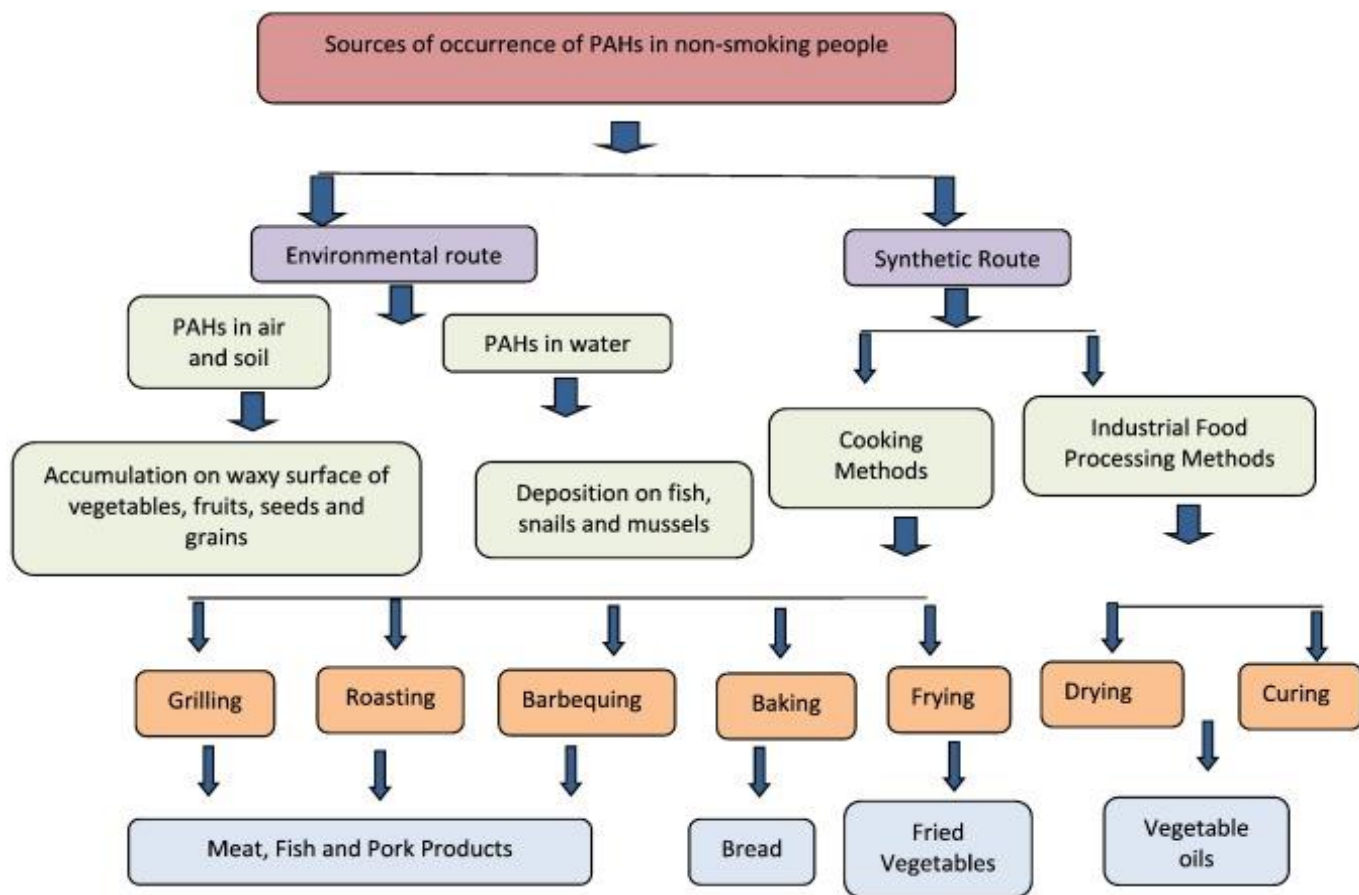 Sources of occurrence of PAHs in non-smoking people
Environmental route
Synthetic Route
PAHs in air
and soil
PAHs in water
Cooking
Methods
Industrial Food
Processing Methods
Accumulation on waxy surface of
vegetables, fruits, seeds and
grains
Deposition on fish,
snails and mussels
Grilling
Roasting
Barbequing
Baking
Frying
Drying
Curing
Meat, Fish and Pork Products
Bread
Fried
Vegetables
Vegetable
oils